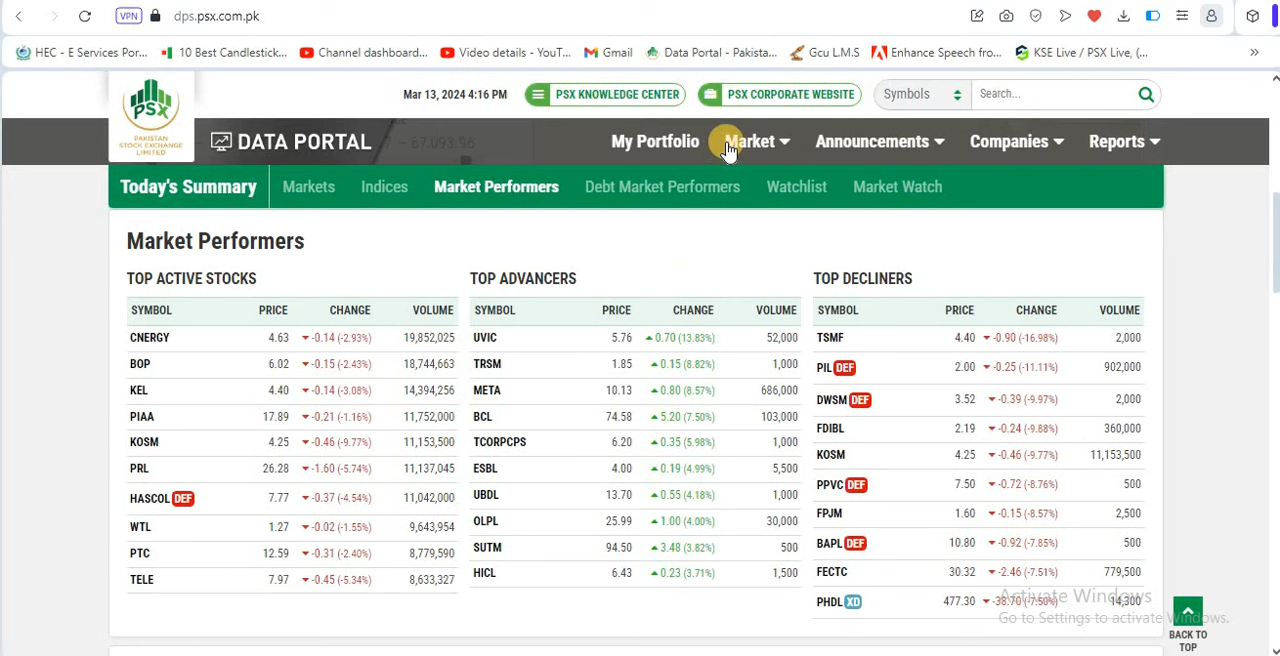 VPN dps.psx.com.pk
HEC - E Services Por... 10 Best Candlestick... Channel dashboard... Video details - YouT... Gmail Data Portal - Pakista... Gcu L.M.S Enhance Speech fro... KSE Live / PSX Live, (... »
PSX
PAKISTAN
STOCK EXCHANGE
LIMITED
Mar 13, 2024 4:16 PM PSX KNOWLEDGE CENTER PSX CORPORATE WEBSITE Symbols Search...
DATA PORTAL 67,093.96 My Portfolio Market Announcements Companies Reports
Today's Summary Markets Indices Market Performers Debt Market Performers Watchlist Market Watch
Market Performers
TOP ACTIVE STOCKS
SYMBOL PRICE CHANGE VOLUME
CNERGY 4.63 -0.14 (-2.93%) 19,852,025
BOP 6.02 -0.15 (-2.43%) 18,744,663
KEL 4.40 -0.14 (-3.08%) 14,394,256
PIAA 17.89 -0.21 (-1.16%) 11,752,000
KOSM 4.25 -0.46 (-9.77%) 11,153,500
PRL 26.28 -1.60 (-5.74%) 11,137,045
HASCOL DEF 7.77 -0.37 (-4.54%) 11,042,000
WTL 1.27 -0.02 (-1.55%) 9,643,954
PTC 12.59 -0.31 (-2.40%) 8,779,590
TELE 7.97 -0.45 (-5.34%) 8,633,327
TOP ADVANCERS
SYMBOL PRICE CHANGE VOLUME
UVIC 5.76 0.70 (13.83%) 52,000
TRSM 1.85 0.15 (8.82%) 1,000
META 10.13 0.80 (8.57%) 686,000
BCL 74.58 5.20 (7.50%) 103,000
TCORPCPS 6.20 0.35 (5.98%) 1,000
ESBL 4.00 0.19 (4.99%) 5,500
UBDL 13.70 0.55 (4.18%) 1,000
OLPL 25.99 1.00 (4.00%) 30,000
SUTM 94.50 3.48 (3.82%) 500
HICL 6.43 0.23 (3.71%) 1,500
TOP DECLINERS
SYMBOL PRICE CHANGE VOLUME
TSMF 4.40 -0.90 (-16.98%) 2,000
PIL DEF 2.00 -0.25 (-11.11%) 902,000
DWSM DEF 3.52 -0.39 (-9.97%) 2,000
FDIBL 2.19 -0.24 (-9.88%) 360,000
KOSM 4.25 -0.46 (-9.77%) 11,153,500
PPVC DEF 7.50 -0.72 (-8.76%) 500
FPJM 1.60 -0.15 (-8.57%) 2,500
BAPL DEF 10.80 -0.92 (-7.85%) 500
FECTC 30.32 -2.46 (-7.51%) 779,500
PHDL XD 477.30 -38.70 (-7.50%) 14,300
Activate Windows
Go to Settings to activate Windows.
BACK TO
TOP